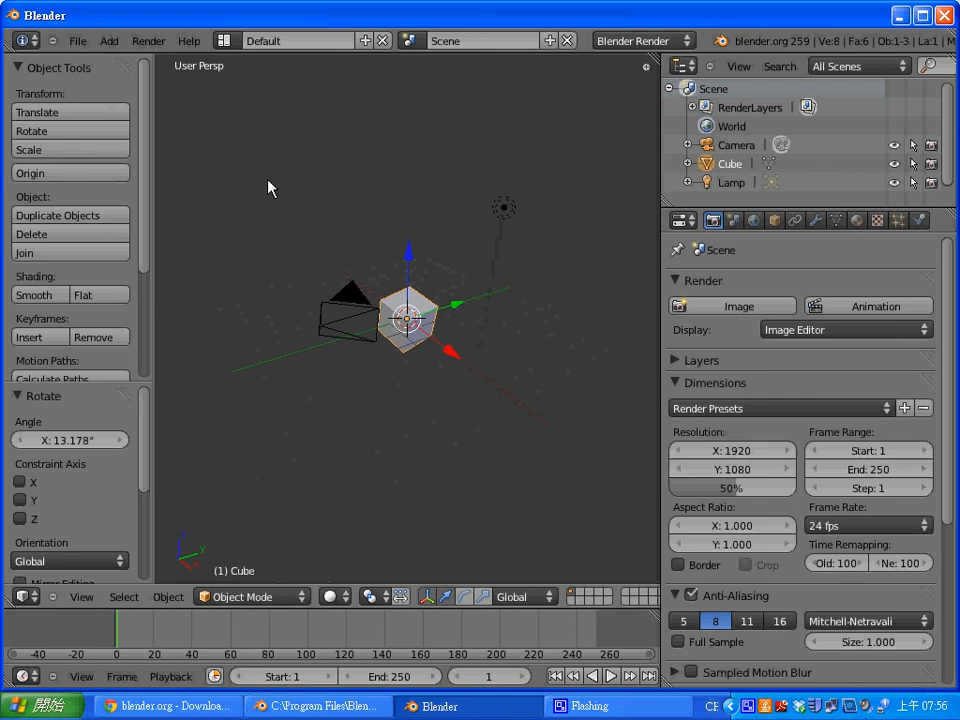 Blender
File Add Render Help Default Scene Blender Render blender.org 259 | Ve:8 | Fa:6 | Ob:1-3 | La:1 | M
Object Tools
Transform:
Translate
Rotate
Scale
Origin
Object:
Duplicate Objects
Delete
Join
Shading:
Smooth Flat
Keyframes:
Insert Remove
Motion Paths:
Calculate Paths
Rotate
Angle
X: 13.178°
Constraint Axis
X
Y
Z
Orientation
Global
User Persp
(1) Cube
View Select Object Object Mode Global
-40 -20 0 20 40 60 80 100 120 140 160 180 200 220 240 260
View Frame Playback Start: 1 End: 250 1
View Search All Scenes
Scene
RenderLayers
World
Camera
Cube
Lamp
Scene
Render
Image Animation
Display: Image Editor
Layers
Dimensions
Render Presets
Resolution: Frame Range:
X: 1920 Start: 1
Y: 1080 End: 250
50% Step: 1
Aspect Ratio: Frame Rate:
X: 1.000 24 fps
Y: 1.000 Time Remapping:
Border Crop Old: 100 Ne: 100
Anti-Aliasing
5 8 11 16 Mitchell-Netravali
Full Sample Size: 1.000
Sampled Motion Blur
開始 blender.org - Downloa... C:\Program Files\Blen... Blender Flashing 上午 07:56